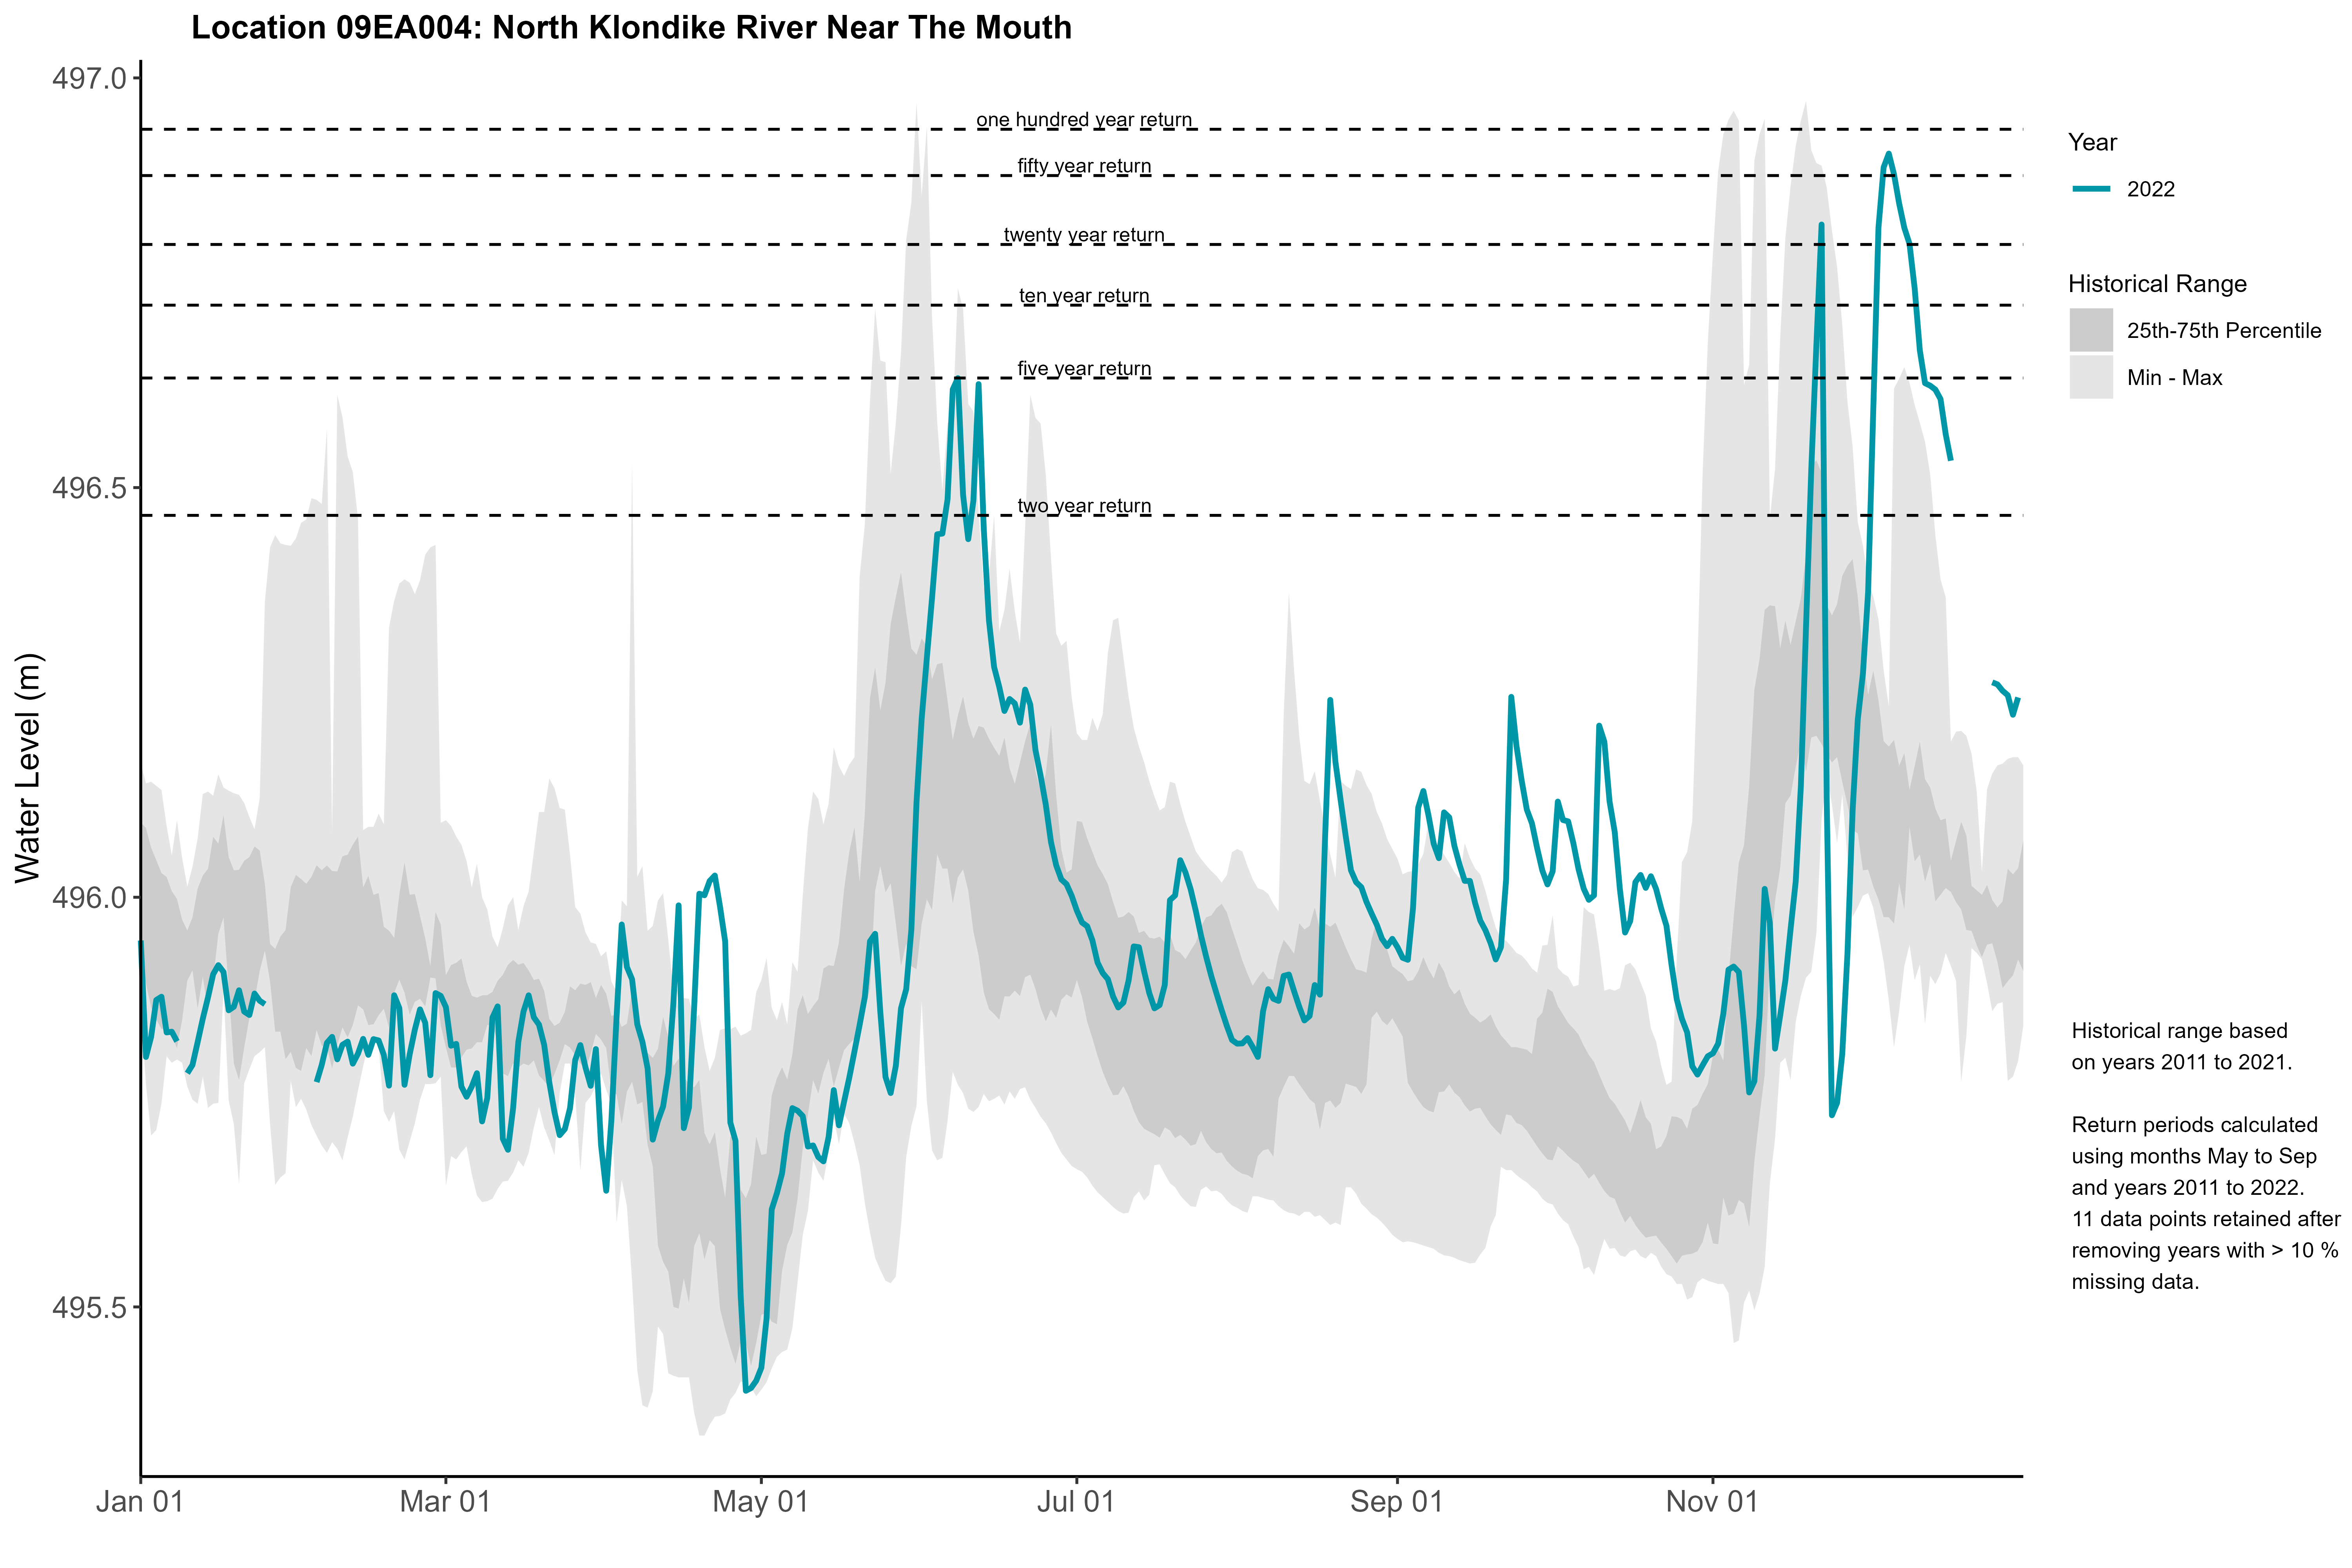 Location 09EA004: North Klondike River Near The Mouth
497.0
496.5
496.0
495.5
Water Level (m)
one hundred year return
fifty year return
twenty year return
ten year return
five year return
two year return
Jan 01
Mar 01
May 01
Jul 01
Sep 01
Nov 01
Year
2022
Historical Range
25th-75th Percentile
Min - Max
Historical range based
on years 2011 to 2021.
Return periods calculated
using months May to Sep
and years 2011 to 2022.
11 data points retained after
removing years with > 10 %
missing data.